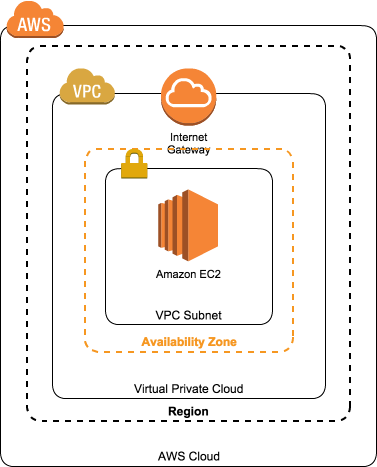 AWS
VPC
Internet
Gateway
Amazon EC2
VPC Subnet
Availability Zone
Virtual Private Cloud
Region
AWS Cloud